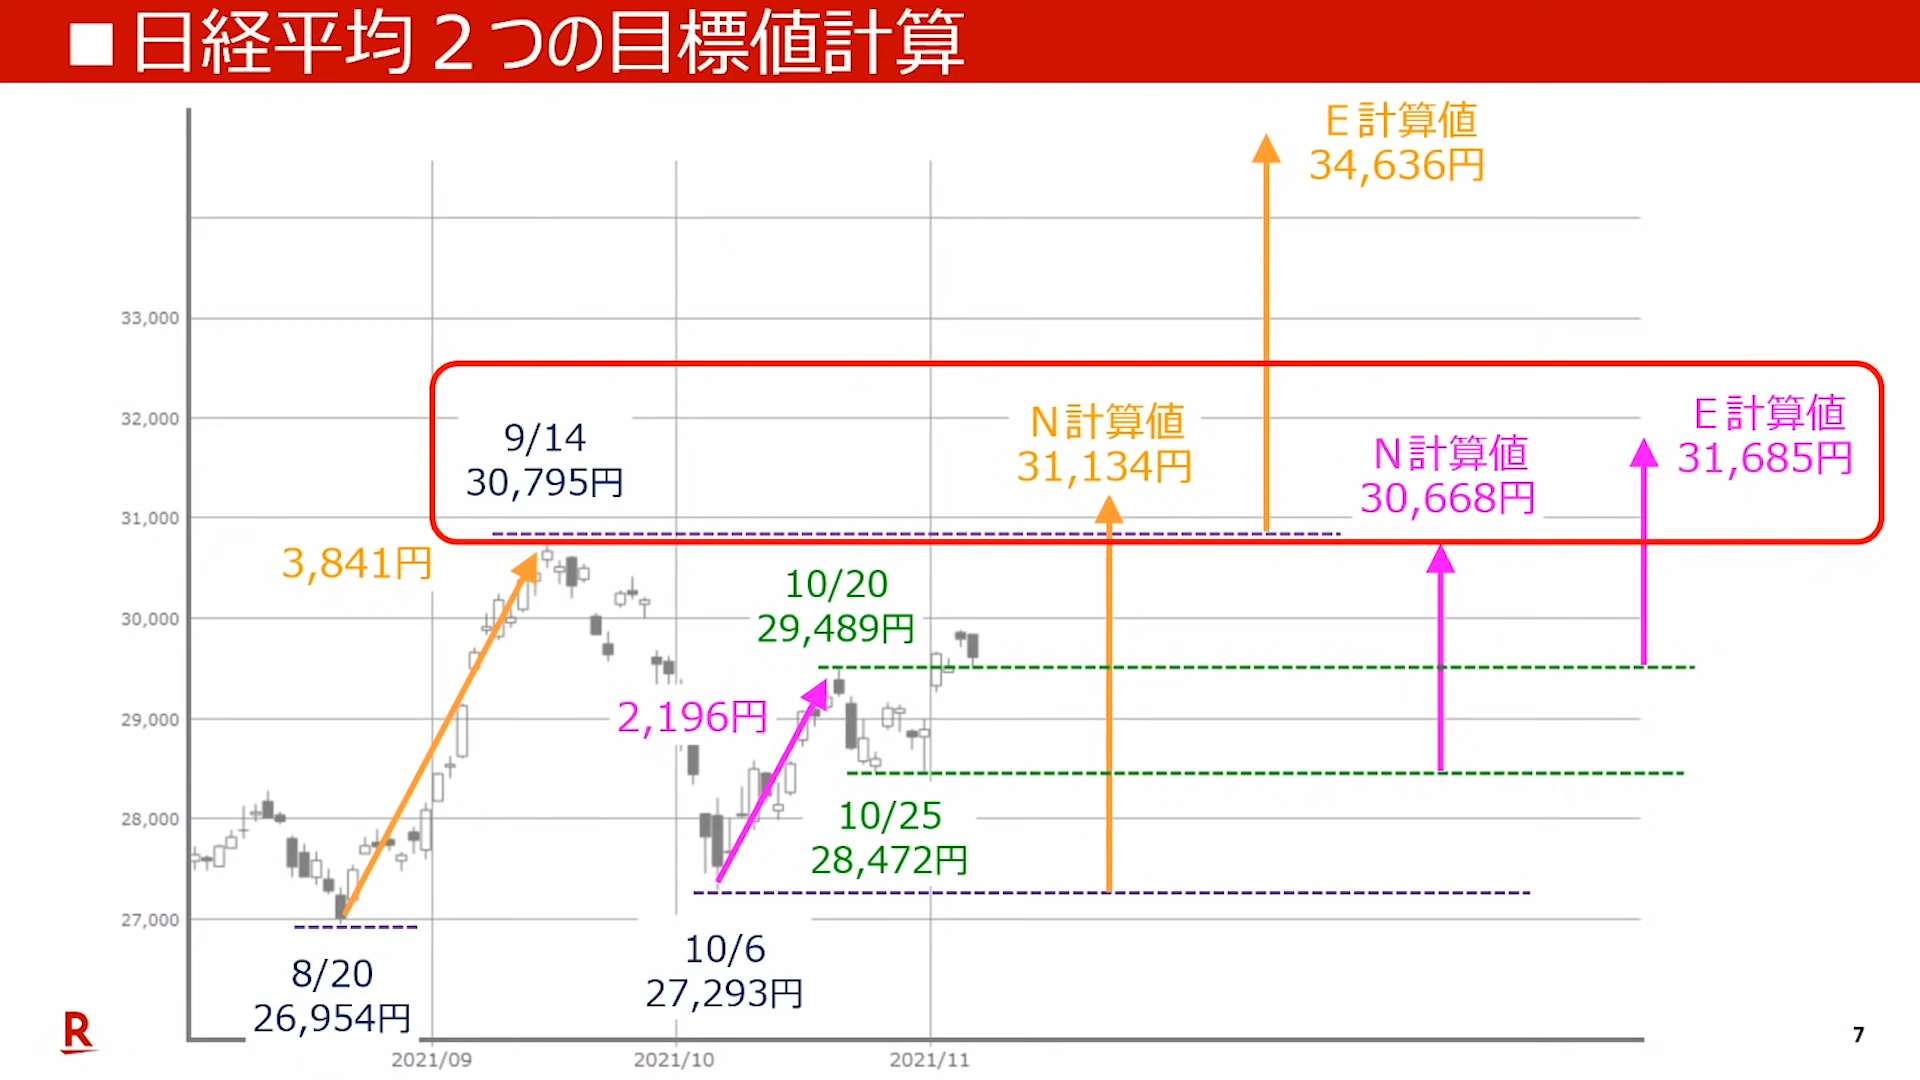 ■日経平均２つの目標値計算
Ｅ計算値
34,636円
33,000
32,000
31,000
30,000
29,000
28,000
27,000
9/14
30,795円
Ｎ計算値
31,134円
Ｎ計算値
30,668円
Ｅ計算値
31,685円
3,841円
10/20
29,489円
2,196円
10/25
28,472円
10/6
27,293円
8/20
26,954円
2021/09
2021/10
2021/11
R
7